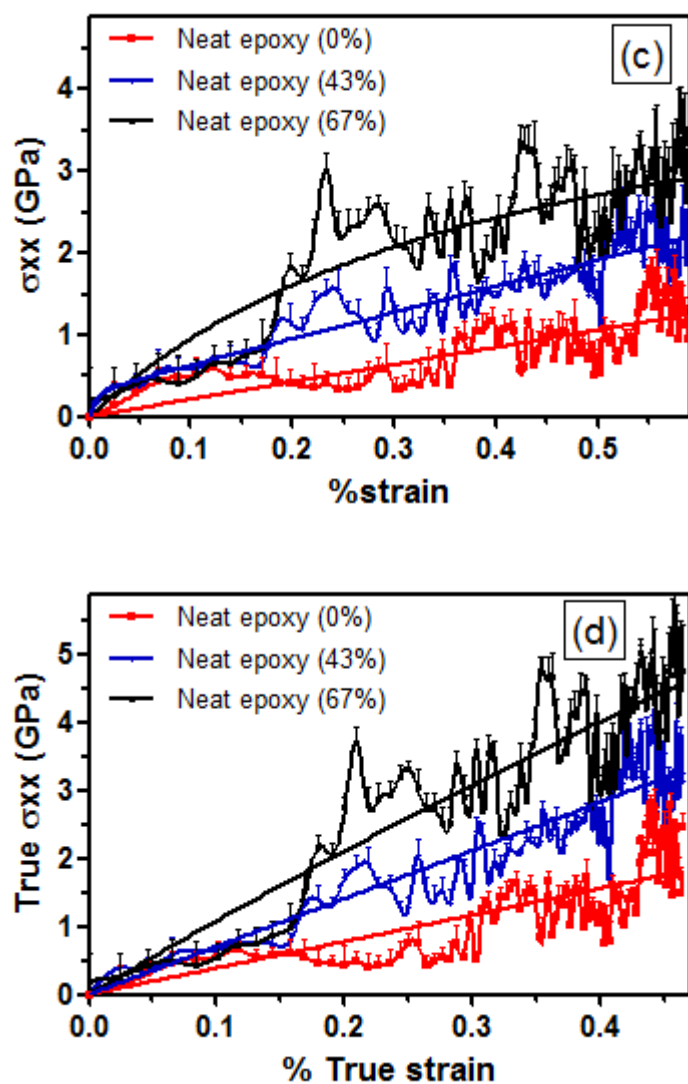 Neat epoxy (0%)
Neat epoxy (43%)
Neat epoxy (67%)
(c)
σxx (GPa)
4
3
2
1
0
0.0 0.1 0.2 0.3 0.4 0.5
%strain
Neat epoxy (0%)
Neat epoxy (43%)
Neat epoxy (67%)
(d)
True σxx (GPa)
5
4
3
2
1
0
0.0 0.1 0.2 0.3 0.4
% True strain